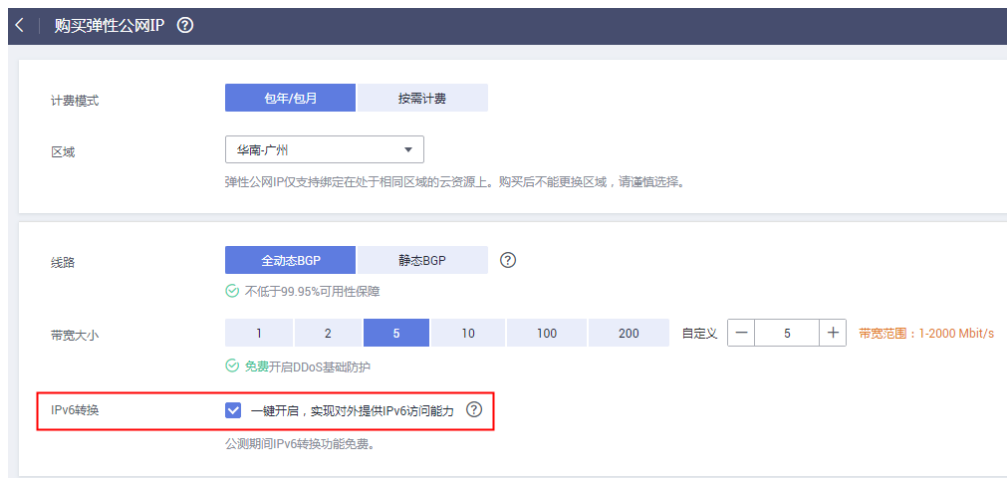 购买弹性公网IP
计费模式 包年/包月 按需计费
区域 华南-广州
弹性公网IP仅支持绑定在处于相同区域的云资源上。购买后不能更换区域，请谨慎选择。
线路 全动态BGP 静态BGP
不低于99.95%可用性保障
带宽大小 1 2 5 10 100 200 自定义 — 5 + 带宽范围：1-2000 Mbit/s
免费开启DDoS基础防护
IPv6转换 一键开启，实现对外提供IPv6访问能力
公测期间IPv6转换功能免费。